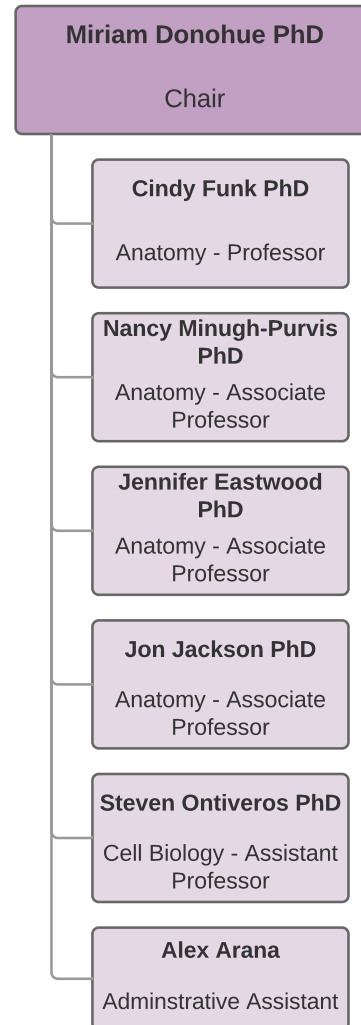 Miriam Donohue PhD
Chair
Cindy Funk PhD
Anatomy - Professor
Nancy Minugh-Purvis
PhD
Anatomy - Associate
Professor
Jennifer Eastwood
PhD
Anatomy - Associate
Professor
Jon Jackson PhD
Anatomy - Associate
Professor
Steven Ontiveros PhD
Cell Biology - Assistant
Professor
Alex Arana
Adminstrative Assistant